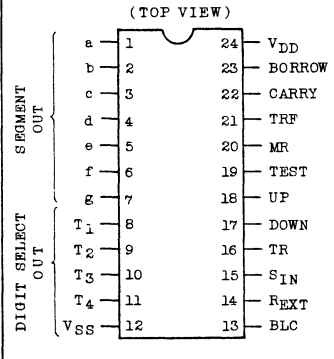 (TOP VIEW)
SEGMENT OUT
DIGIT SELECT OUT
a 1 24 VDD
b 2 23 BORROW
c 3 22 CARRY
d 4 21 TRF
e 5 20 MR
f 6 19 TEST
g 7 18 UP
T1 8 17 DOWN
T2 9 16 TR
T3 10 15 SIN
T4 11 14 REXT
VSS 12 13 BLC